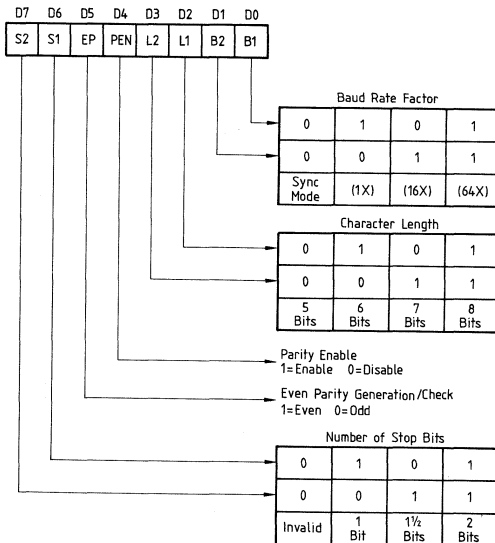 D7 D6 D5 D4 D3 D2 D1 D0
S2 S1 EP PEN L2 L1 B2 B1
Baud Rate Factor
0 1 0 1
0 0 1 1
Sync Mode (1X) (16X) (64X)
Character Length
0 1 0 1
0 0 1 1
5 Bits 6 Bits 7 Bits 8 Bits
Parity Enable
1=Enable 0=Disable
Even Parity Generation/Check
1=Even 0=Odd
Number of Stop Bits
0 1 0 1
0 0 1 1
Invalid 1 Bit 1½ Bits 2 Bits